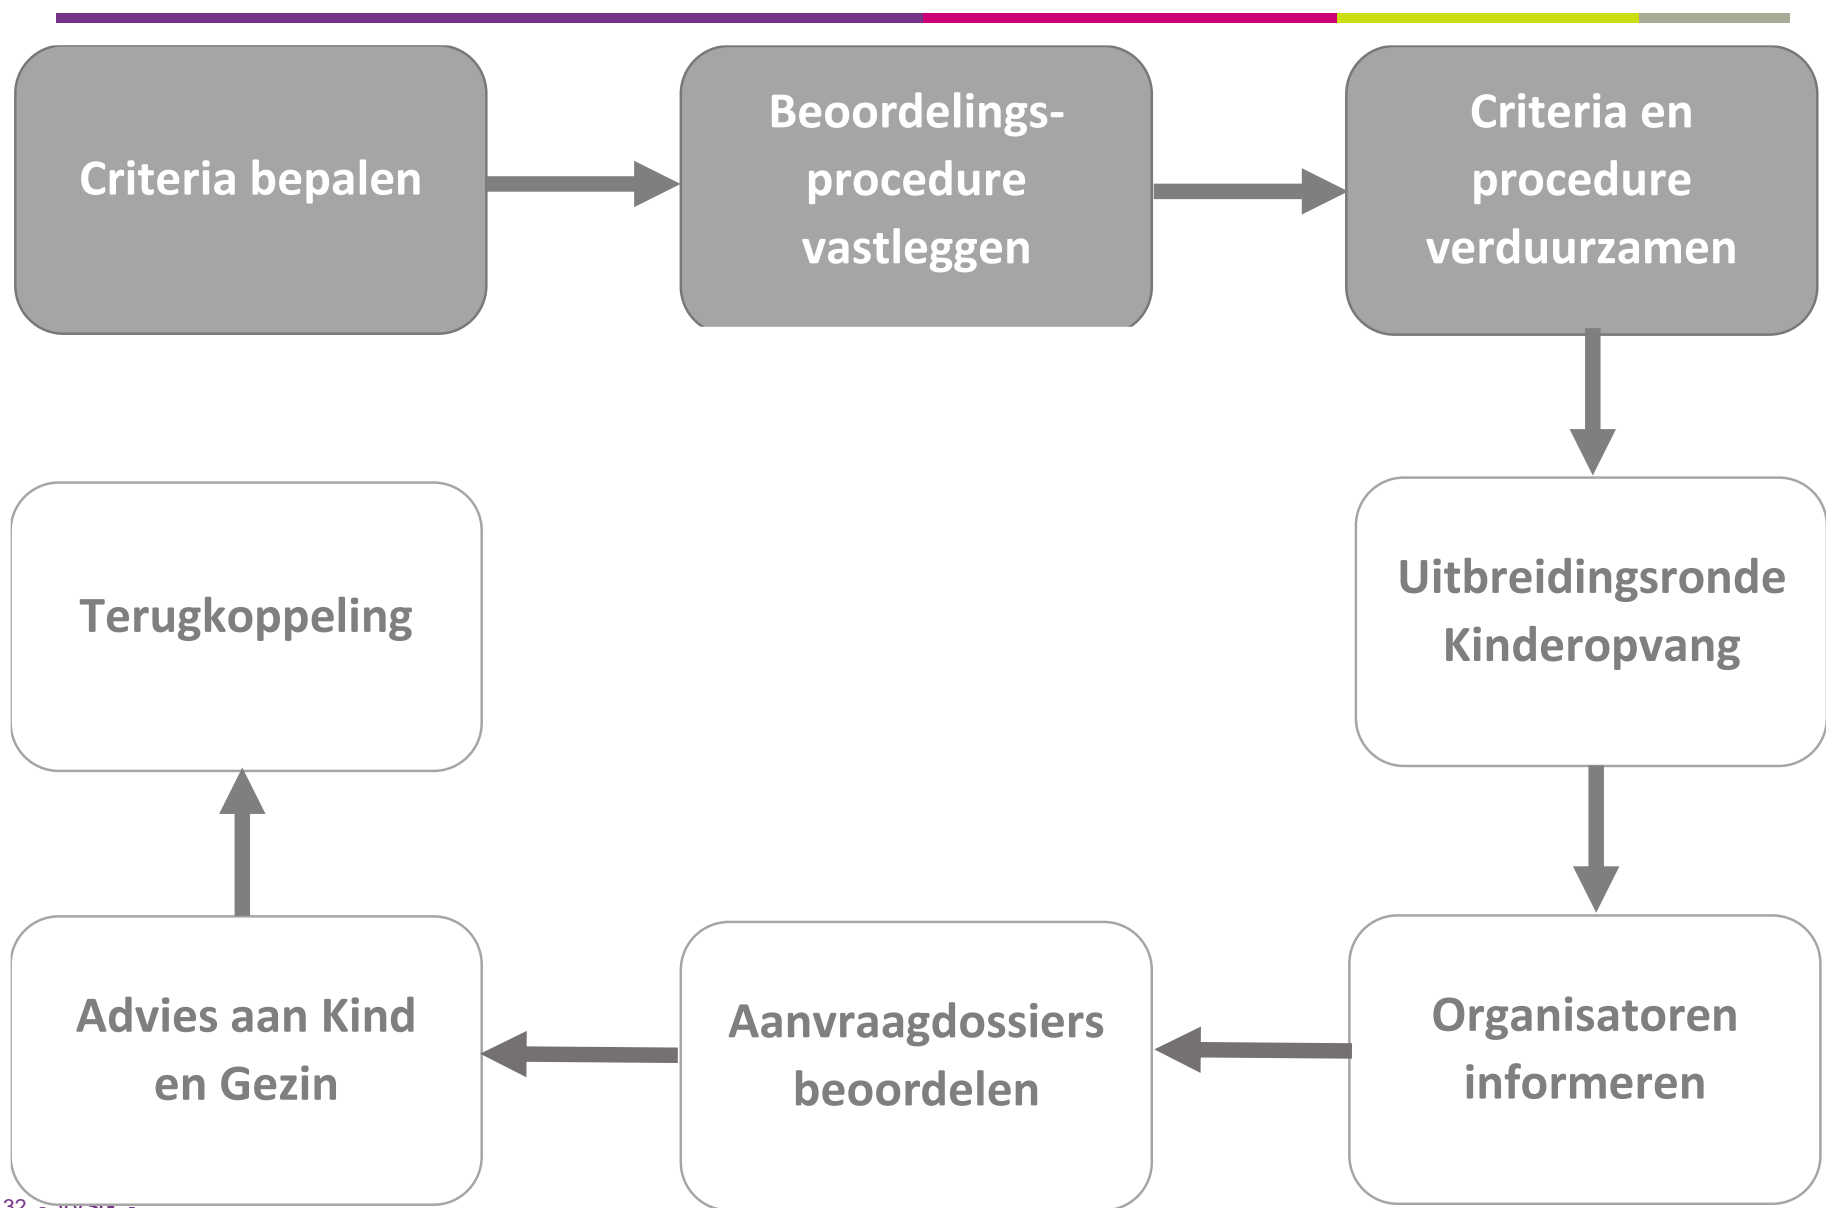 Criteria bepalen
Beoordelings-
procedure
vastleggen
Criteria en
procedure
verduurzamen
Uitbreidingsronde
Kinderopvang
Organisatoren
informeren
Aanvraagdossiers
beoordelen
Advies aan Kind
en Gezin
Terugkoppeling
32 -